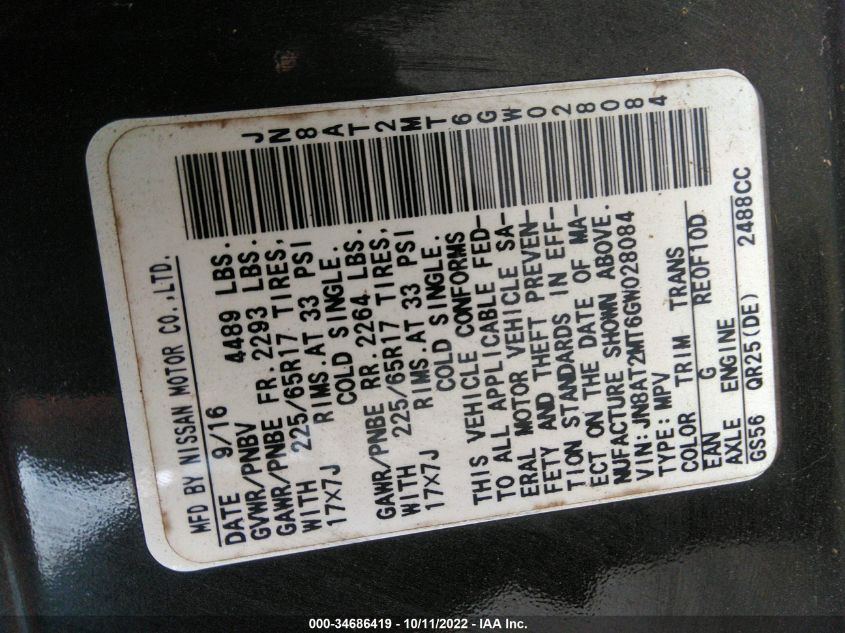 MFD BY NISSAN MOTOR CO.,LTD.
JN8AT2MT6GW028084
DATE 9/16
GVWR/PNBV 4489 LBS.
GAWR/PNBE FR.2293 LBS.
WITH 225/65R17 TIRES,
17X7J RIMS.AT 33 PSI
COLD SINGLE.
GAWR/PNBE RR.2264 LBS.
WITH 225/65R17 TIRES,
17X7J RIMS.AT 33 PSI
COLD SINGLE.
THIS VEHICLE CONFORMS
TO ALL APPLICABLE FED-
ERAL MOTOR VEHICLE SA-
FETY AND THEFT PREVEN-
TION STANDARDS IN EFF-
ECT ON THE DATE OF MA-
NUFACTURE SHOWN ABOVE.
VIN:JN8AT2MT6GW028084
TYPE:MPV
COLOR TRIM TRANS
EAN G RE0F10D
AXLE ENGINE
GS56 QR25(DE) 2488CC
000-34686419 - 10/11/2022 - IAA Inc.